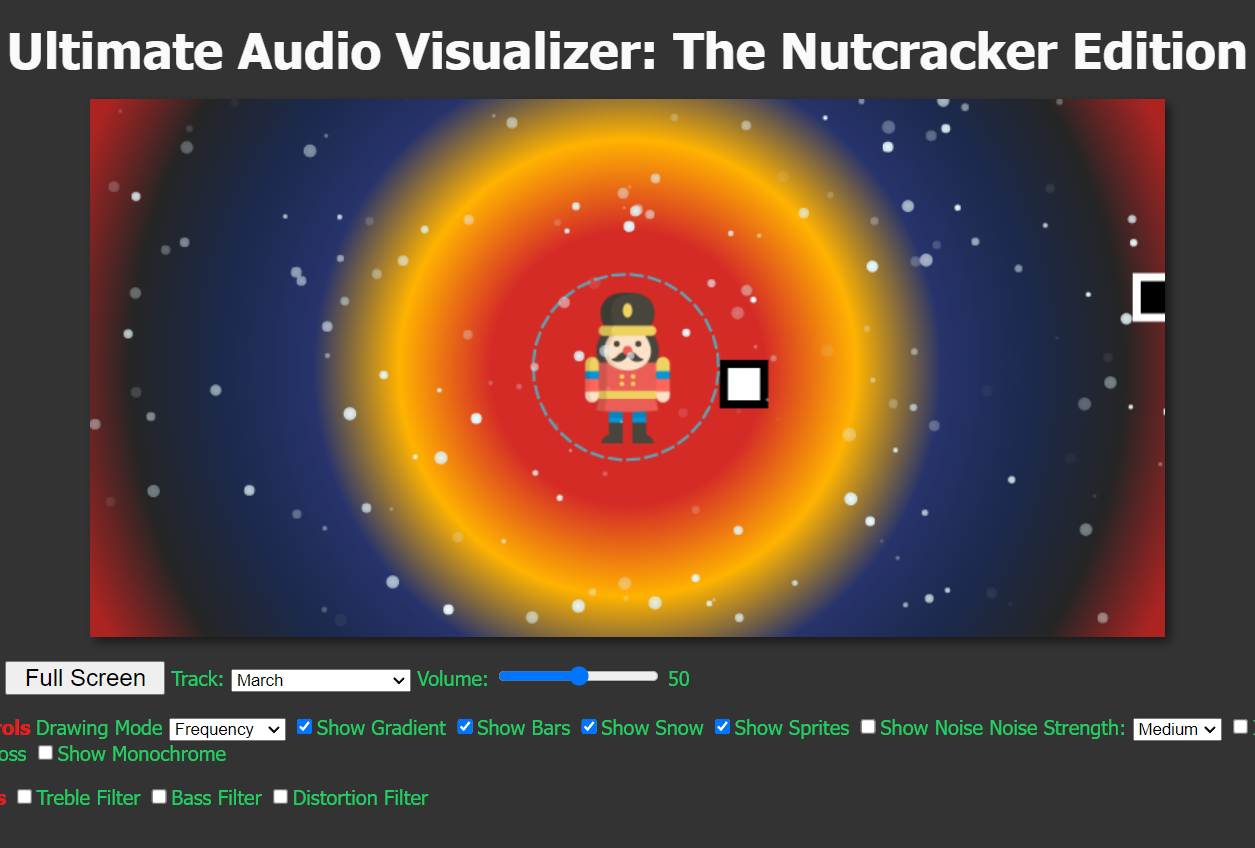 Ultimate Audio Visualizer: The Nutcracker Edition
Full Screen Track: March Volume: 50
rols Drawing Mode Frequency Show Gradient Show Bars Show Snow Show Sprites Show Noise Noise Strength: Medium
oss Show Monochrome
s Treble Filter Bass Filter Distortion Filter